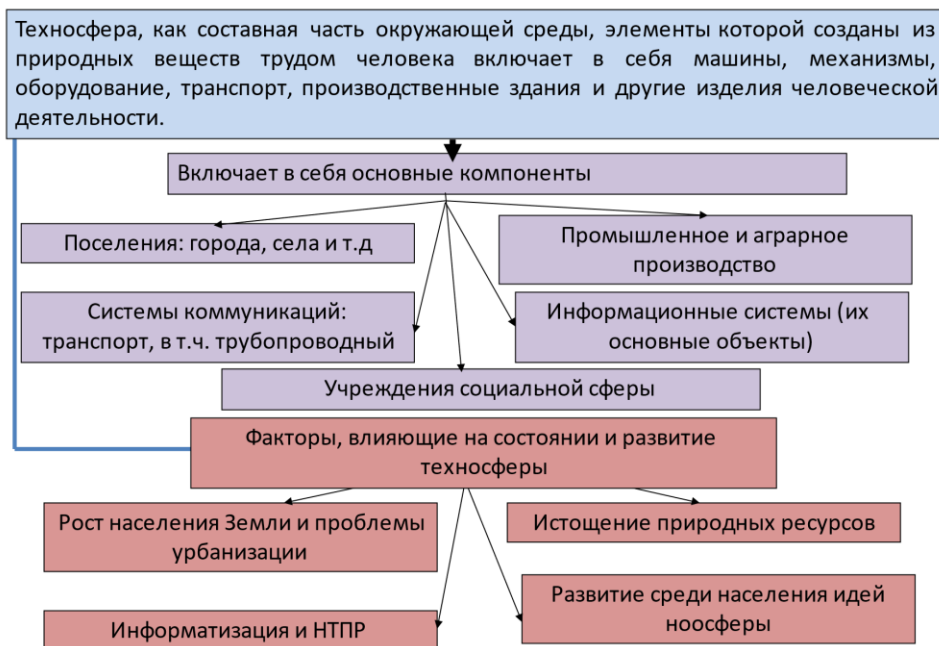 Техносфера, как составная часть окружающей среды, элементы которой созданы из
природных веществ трудом человека включает в себя машины, механизмы,
оборудование, транспорт, производственные здания и другие изделия человеческой
деятельности.
Включает в себя основные компоненты
Поселения: города, села и т.д
Промышленное и аграрное
производство
Системы коммуникаций:
транспорт, в т.ч. трубопроводный
Информационные системы (их
основные объекты)
Учреждения социальной сферы
Факторы, влияющие на состоянии и развитие
техносферы
Рост населения Земли и проблемы
урбанизации
Истощение природных ресурсов
Информатизация и НТПР
Развитие среди населения идей
ноосферы